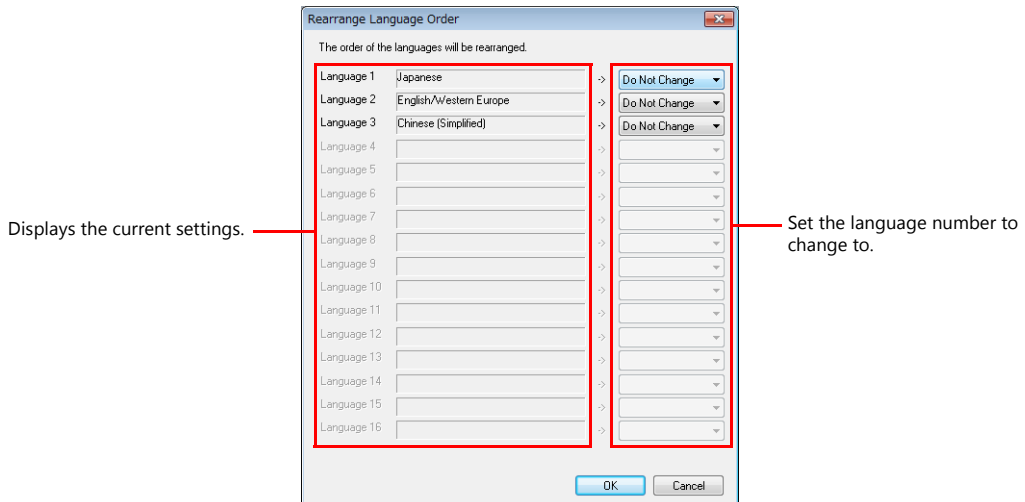 Rearrange Language Order
The order of the languages will be rearranged.
Language 1 Japanese -> Do Not Change
Language 2 English/Western Europe -> Do Not Change
Language 3 Chinese (Simplified) -> Do Not Change
Language 4 ->
Language 5 ->
Language 6 ->
Language 7 ->
Language 8 ->
Language 9 ->
Language 10 ->
Language 11 ->
Language 12 ->
Language 13 ->
Language 14 ->
Language 15 ->
Language 16 ->
Displays the current settings.
Set the language number to
change to.
OK Cancel